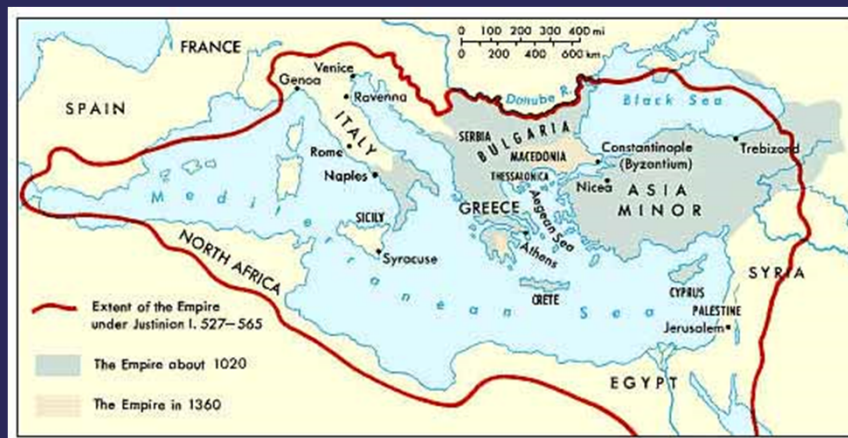 FRANCE
0 200 400 mi
0 200 400 600 km
Venice
Genoa
Danube R.
Black Sea
SPAIN
Ravenna
ITALY
SERBIA
BULGARIA
Rome
MACEDONIA
Constantinople
(Byzantium)
Trebizond
Naples
THESSALONICA
Nicea
ASIA
MINOR
Mediterranean Sea
GREECE
Aegean Sea
SICILY
Athens
NORTH AFRICA
Syracuse
SYRIA
CRETE
CYPRUS
PALESTINE
Jerusalem
EGYPT
Extent of the Empire
under Justinian I. 527–565
The Empire about 1020
The Empire in 1360